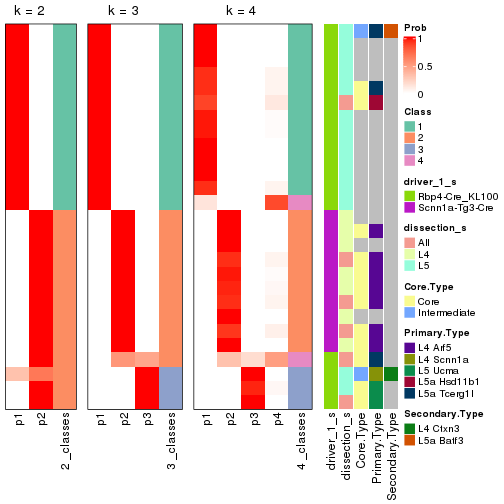 k = 2
k = 3
k = 4
p1
p2
2_classes
p1
p2
p3
3_classes
p1
p2
p3
p4
4_classes
driver_1_s
dissection_s
Core.Type
Primary.Type
Secondary.Type
Prob
1
0.5
0
Class
1
2
3
4
driver_1_s
Rbp4-Cre_KL100
Scnn1a-Tg3-Cre
dissection_s
All
L4
L5
Core.Type
Core
Intermediate
Primary.Type
L4 Arf5
L4 Scnn1a
L5 Ucma
L5a Hsd11b1
L5a Tcerg1l
Secondary.Type
L4 Ctxn3
L5a Batf3